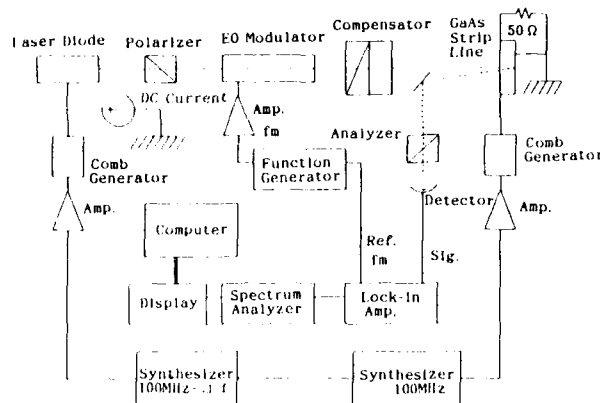 Laser Diode
Polarizer
EO Modulator
Compensator
GaAs
Strip
Line
50 Ω
DC Current
Amp.
fm
Analyzer
Comb
Generator
Function
Generator
Comb
Generator
Detector
Amp.
Amp.
Computer
Ref.
fm
Sig.
Display
Spectrum
Analyzer
Lock-in
Amp.
Synthesizer
100MHz
Synthesizer
100MHz